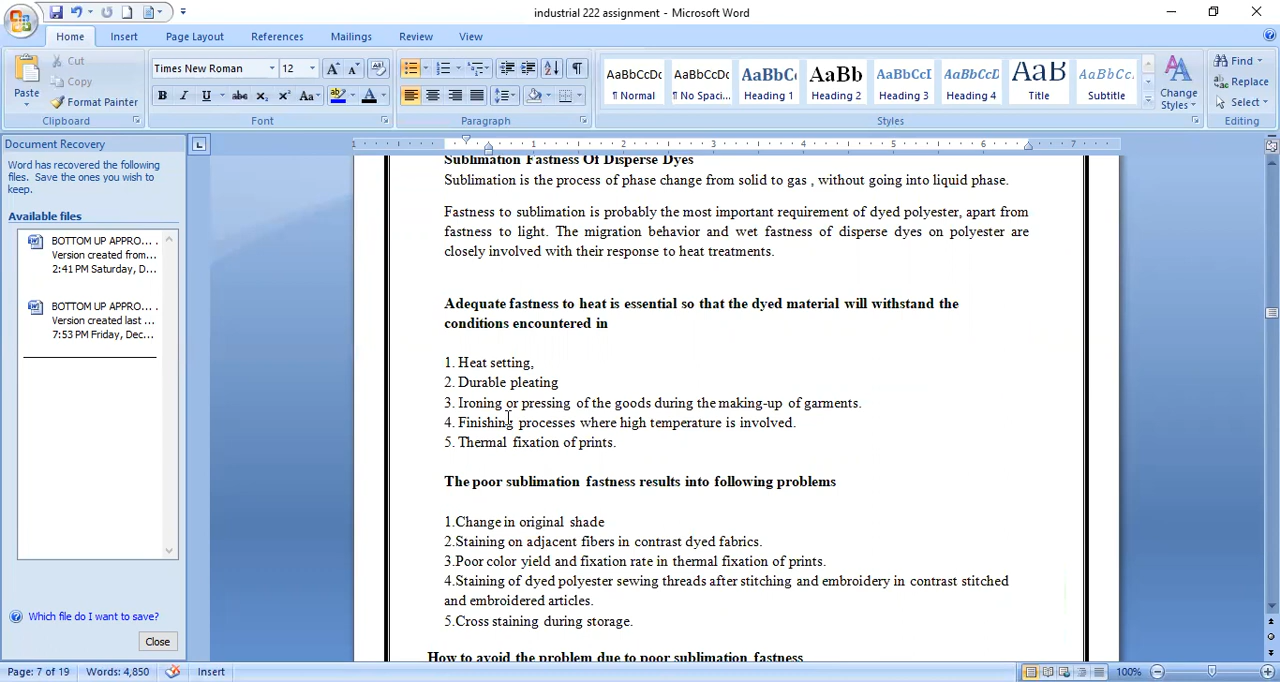 industrial 222 assignment - Microsoft Word
Home Insert Page Layout References Mailings Review View
Paste Cut Copy Format Painter Clipboard
Times New Roman 12 Font
Paragraph
AaBbCcDc ¶ Normal
AaBbCcDc ¶ No Spaci...
AaBbC Heading 1
AaBb Heading 2
AaBbCcI Heading 3
AaBbCcI Heading 4
AaB Title
AaBbCcD Subtitle
Change Styles Styles
Find Replace Select Editing
Document Recovery
Word has recovered the following
files. Save the ones you wish to
keep.
Available files
BOTTOM UP APPRO...
Version created from...
2:41 PM Saturday, D...
BOTTOM UP APPRO...
Version created last ...
7:53 PM Friday, Dec...
Which file do I want to save?
Close
Sublimation Fastness Of Disperse Dyes
Sublimation is the process of phase change from solid to gas , without going into liquid phase.
Fastness to sublimation is probably the most important requirement of dyed polyester, apart from
fastness to light. The migration behavior and wet fastness of disperse dyes on polyester are
closely involved with their response to heat treatments.
Adequate fastness to heat is essential so that the dyed material will withstand the
conditions encountered in
1. Heat setting,
2. Durable pleating
3. Ironing or pressing of the goods during the making-up of garments.
4. Finishing processes where high temperature is involved.
5. Thermal fixation of prints.
The poor sublimation fastness results into following problems
1.Change in original shade
2.Staining on adjacent fibers in contrast dyed fabrics.
3.Poor color yield and fixation rate in thermal fixation of prints.
4.Staining of dyed polyester sewing threads after stitching and embroidery in contrast stitched
and embroidered articles.
5.Cross staining during storage.
How to avoid the problem due to poor sublimation fastness
Page: 7 of 19 Words: 4,850 Insert 100%